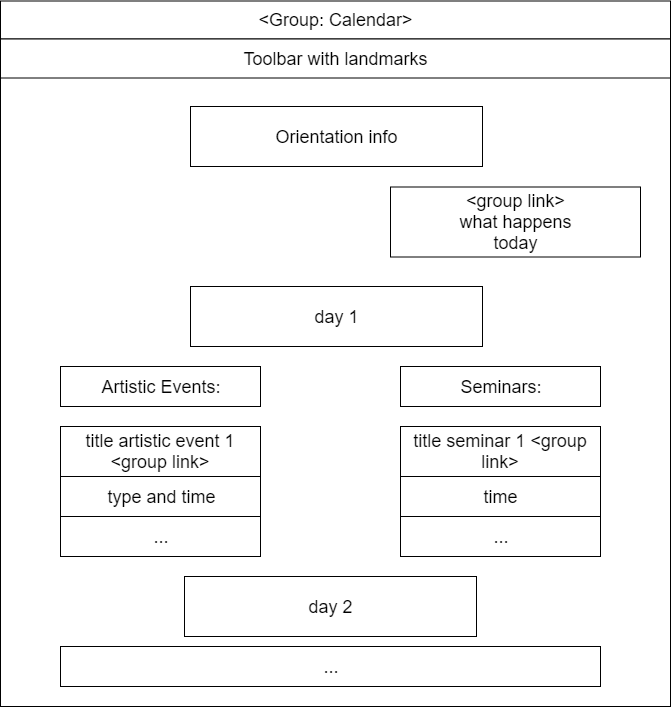 <Group: Calendar>
Toolbar with landmarks
Orientation info
<group link>
what happens
today
day 1
Artistic Events:
Seminars:
title artistic event 1
<group link>
type and time
...
title seminar 1 <group
link>
time
...
day 2
...